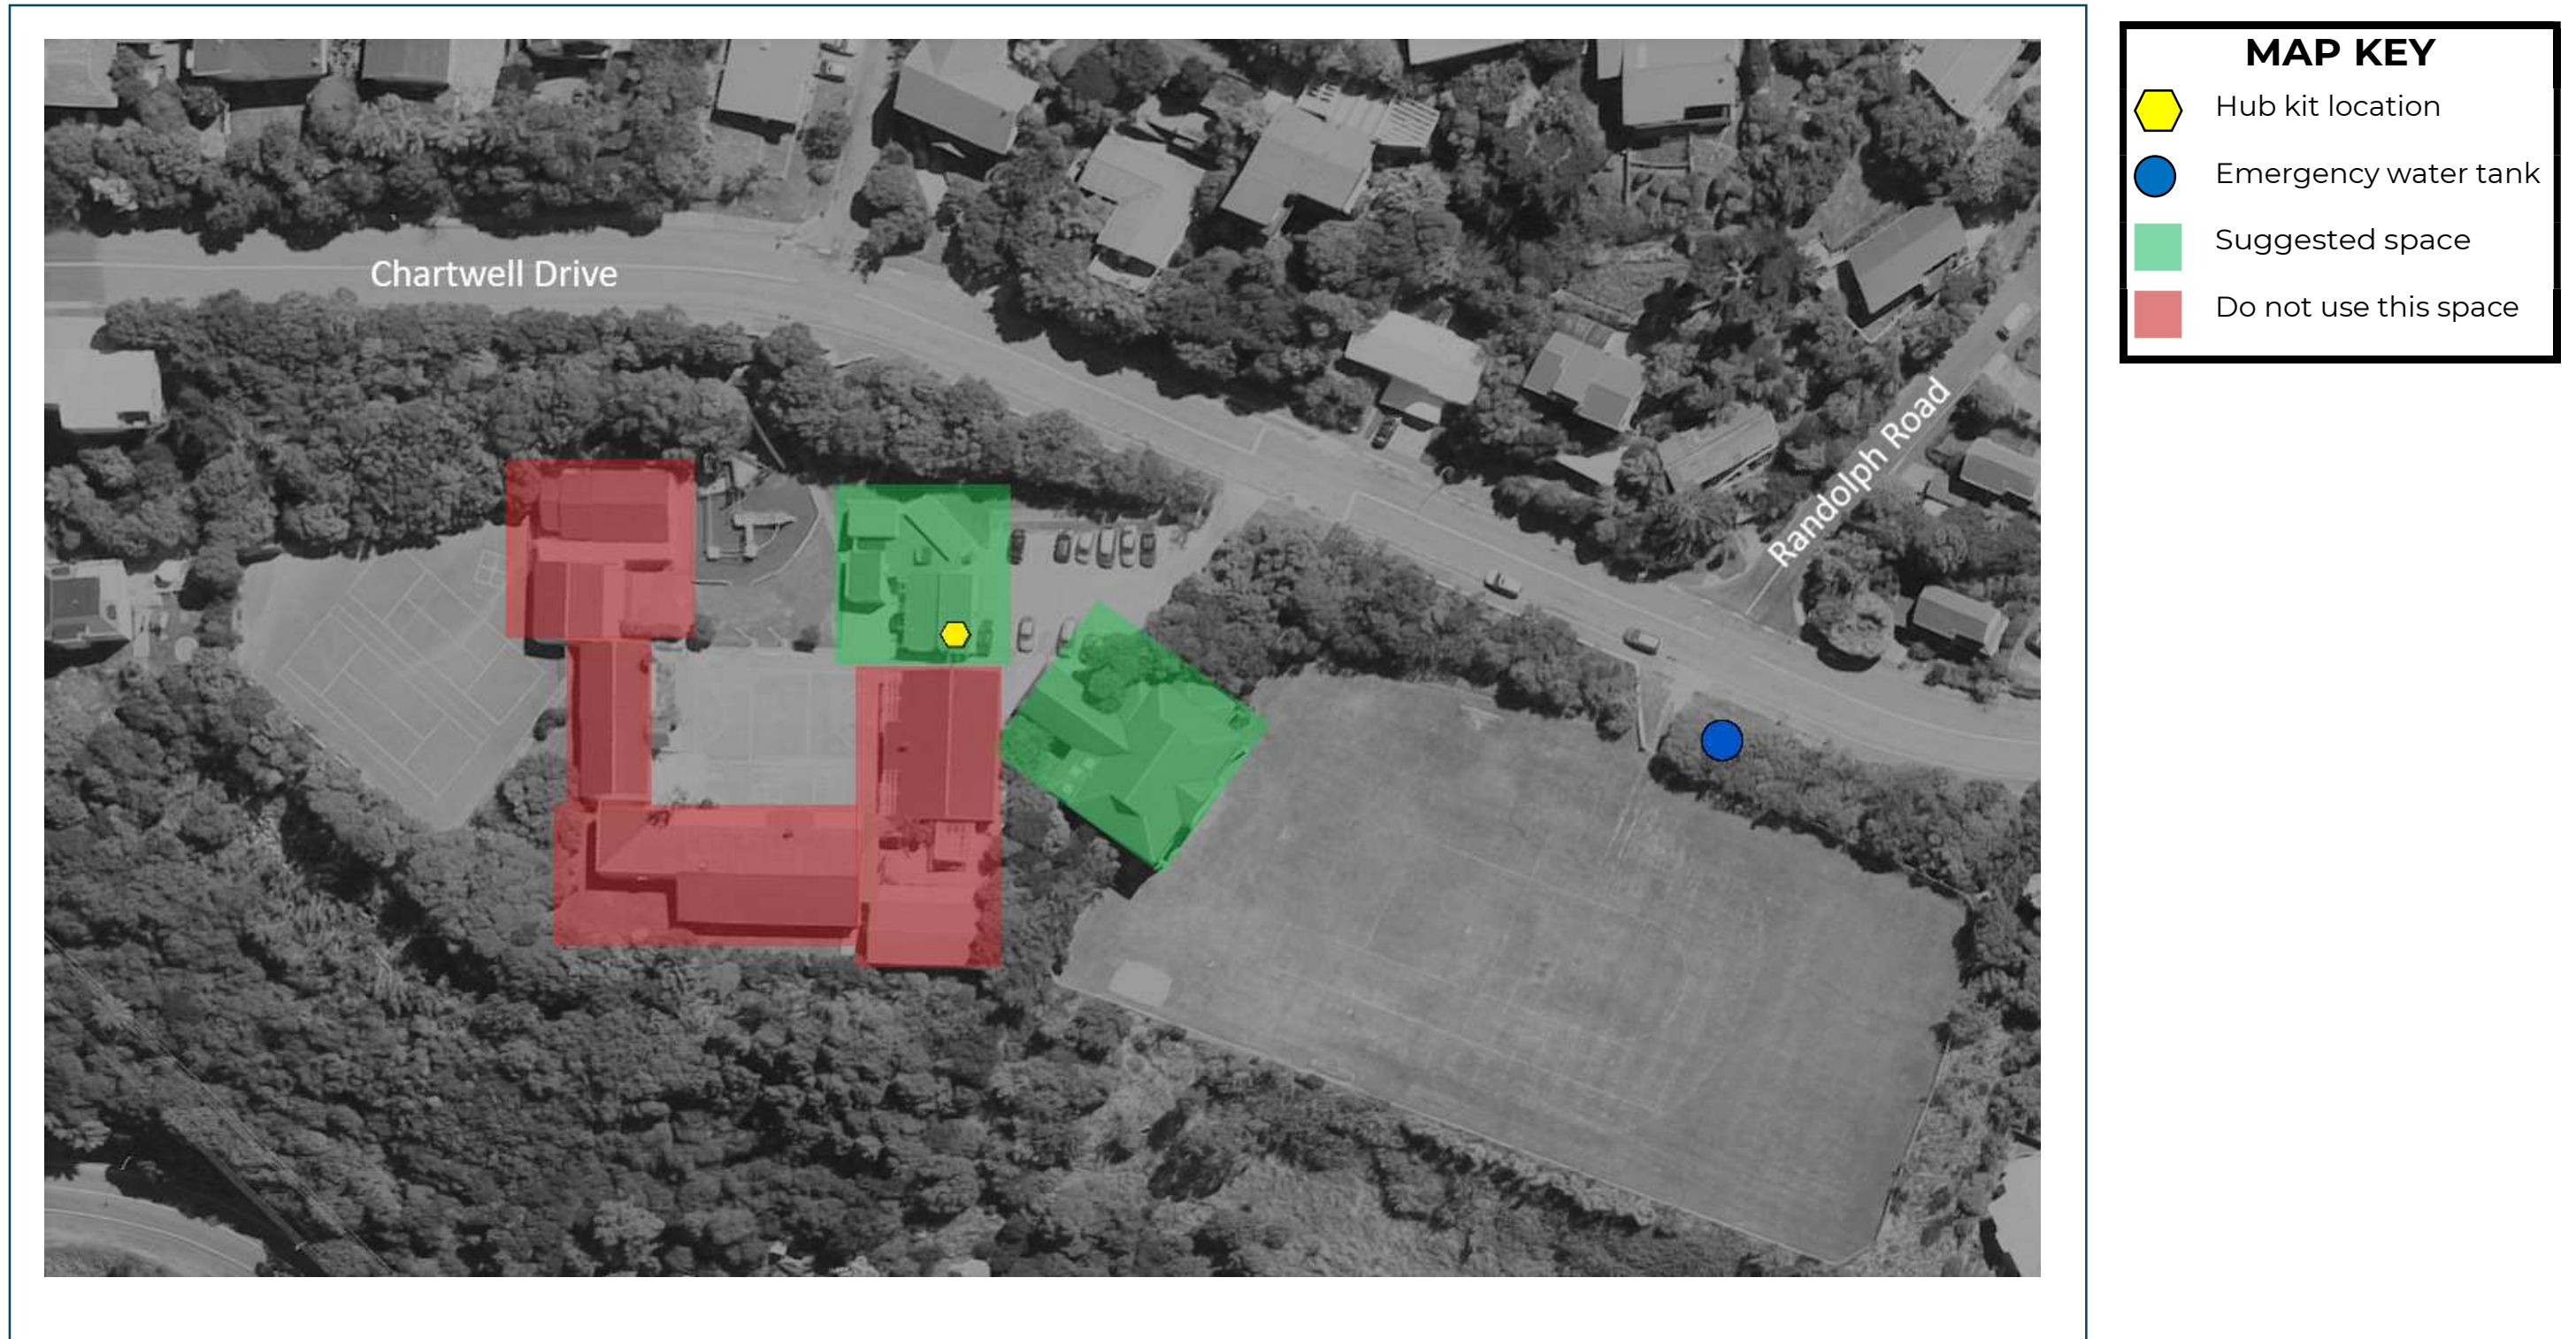 MAP KEY
Hub kit location
Emergency water tank
Suggested space
Do not use this space
Chartwell Drive
Randolph Road